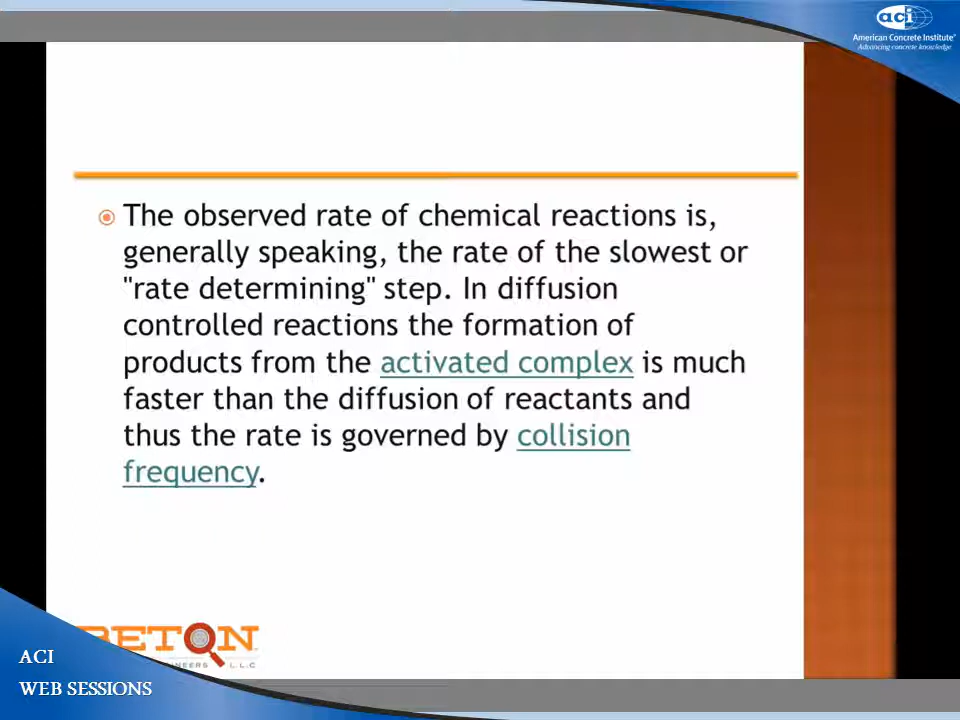 aci
American Concrete Institute®
Advancing concrete knowledge
The observed rate of chemical reactions is,
generally speaking, the rate of the slowest or
"rate determining" step. In diffusion
controlled reactions the formation of
products from the activated complex is much
faster than the diffusion of reactants and
thus the rate is governed by collision
frequency.
BETON
NEERS L.L.C
ACI
WEB SESSIONS